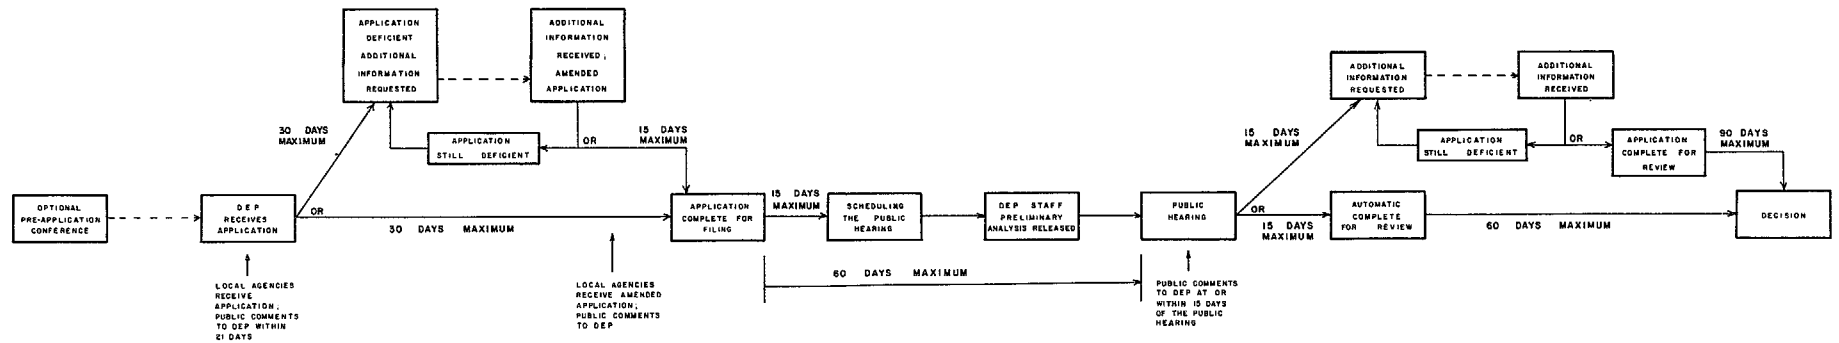 OPTIONAL
PRE-APPLICATION
CONFERENCE
DEP
RECEIVES
APPLICATION
LOCAL AGENCIES
RECEIVE
APPLICATION;
PUBLIC COMMENTS
TO DEP WITHIN
21 DAYS
OR
30 DAYS
MAXIMUM
APPLICATION
DEFICIENT
ADDITIONAL
INFORMATION
REQUESTED
ADDITIONAL
INFORMATION
RECEIVED;
AMENDED
APPLICATION
OR
APPLICATION
STILL DEFICIENT
15 DAYS
MAXIMUM
30 DAYS MAXIMUM
LOCAL AGENCIES
RECEIVE AMENDED
APPLICATION;
PUBLIC COMMENTS
TO DEP
APPLICATION
COMPLETE FOR
FILING
15 DAYS
MAXIMUM
SCHEDULING
THE PUBLIC
HEARING
DEP STAFF
PRELIMINARY
ANALYSIS RELEASED
60 DAYS MAXIMUM
PUBLIC
HEARING
PUBLIC COMMENTS
TO DEP AT OR
WITHIN 15 DAYS
OF THE PUBLIC
HEARING
OR
15 DAYS
MAXIMUM
ADDITIONAL
INFORMATION
REQUESTED
ADDITIONAL
INFORMATION
RECEIVED
OR
APPLICATION
STILL DEFICIENT
APPLICATION
COMPLETE FOR
REVIEW
90 DAYS
MAXIMUM
15 DAYS
MAXIMUM
AUTOMATIC
COMPLETE
FOR REVIEW
60 DAYS MAXIMUM
DECISION